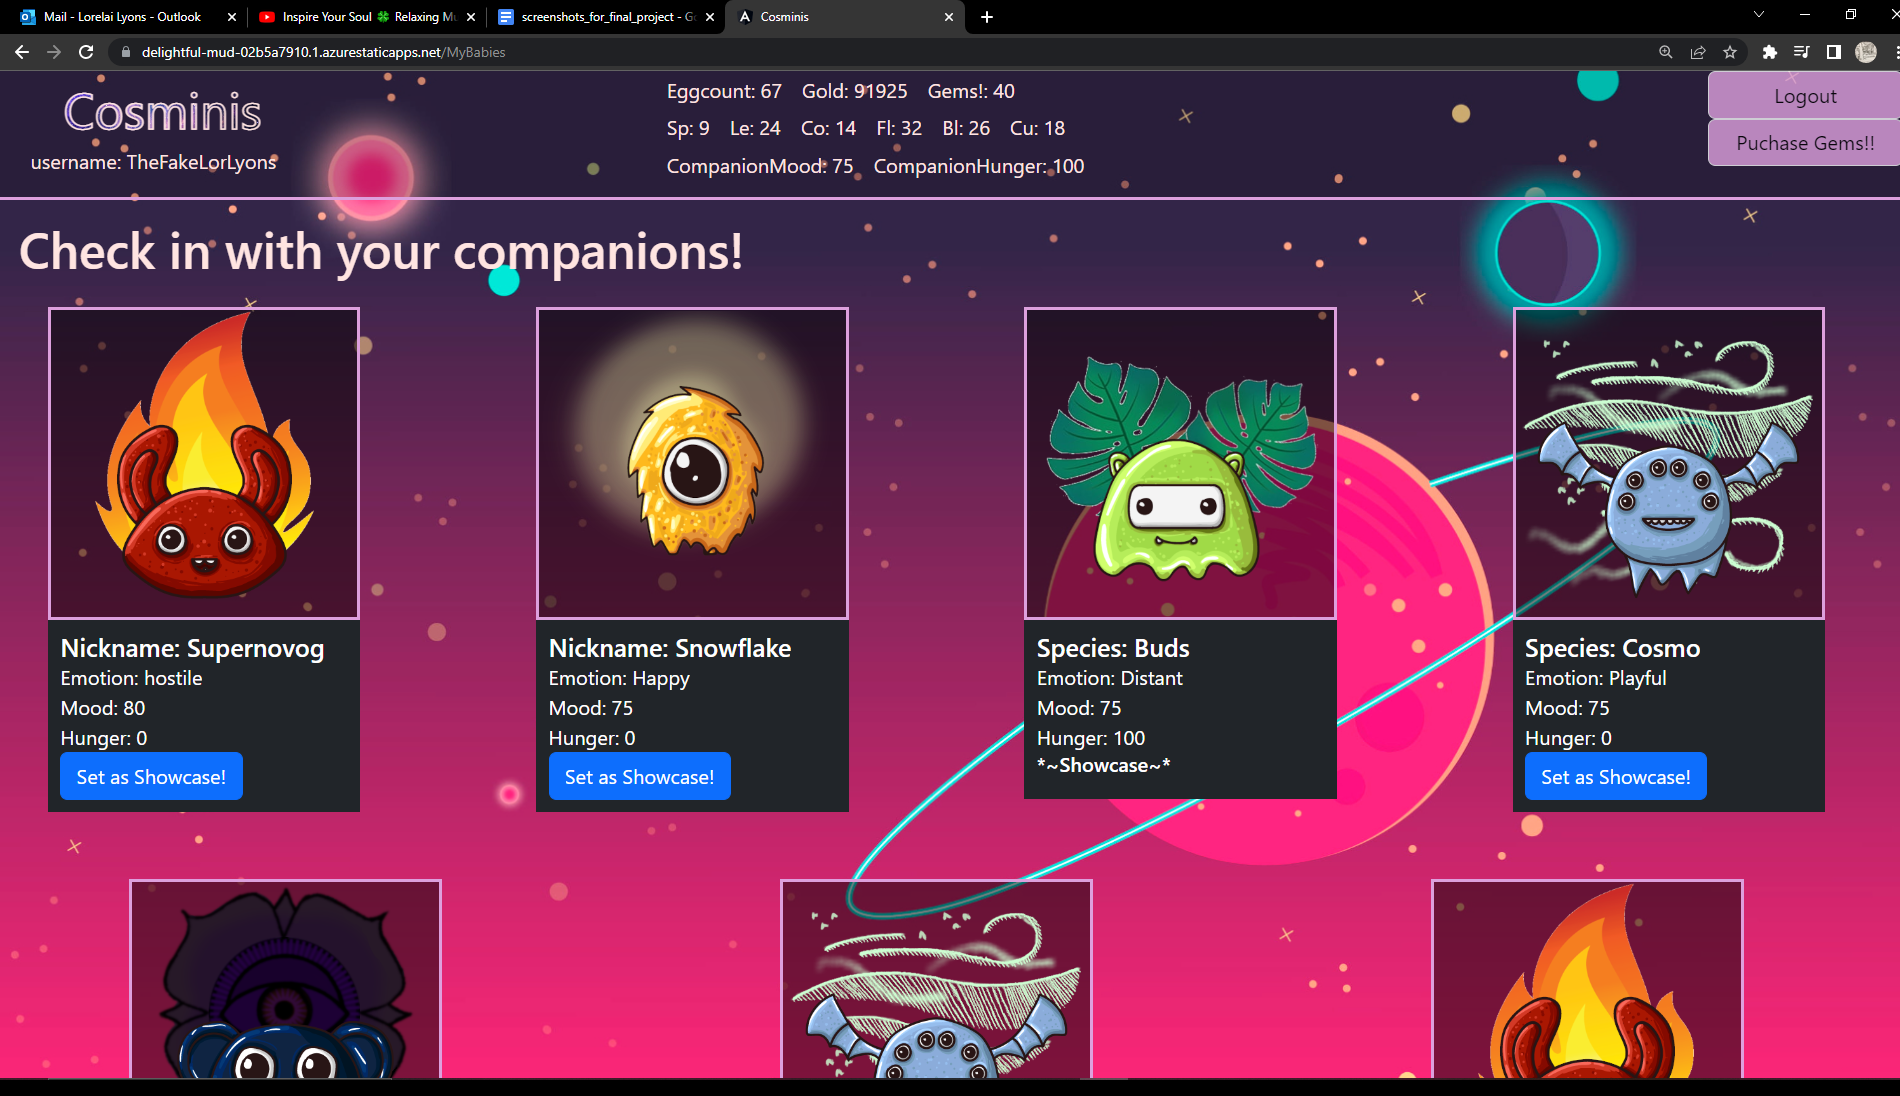 Mail - Lorelai Lyons - Outlook
Inspire Your Soul 🍀 Relaxing Mu
screenshots_for_final_project - Go
Cosminis
delightful-mud-02b5a7910.1.azurestaticapps.net/MyBabies
Cosminis
username: TheFakeLorLyons
Eggcount: 67 Gold: 91925 Gems!: 40
Sp: 9 Le: 24 Co: 14 Fl: 32 Bl: 26 Cu: 18
CompanionMood: 75 CompanionHunger: 100
Logout
Puchase Gems!!
Check in with your companions!
Nickname: Supernovog
Emotion: hostile
Mood: 80
Hunger: 0
Set as Showcase!
Nickname: Snowflake
Emotion: Happy
Mood: 75
Hunger: 0
Set as Showcase!
Species: Buds
Emotion: Distant
Mood: 75
Hunger: 100
*~Showcase~*
Species: Cosmo
Emotion: Playful
Mood: 75
Hunger: 0
Set as Showcase!